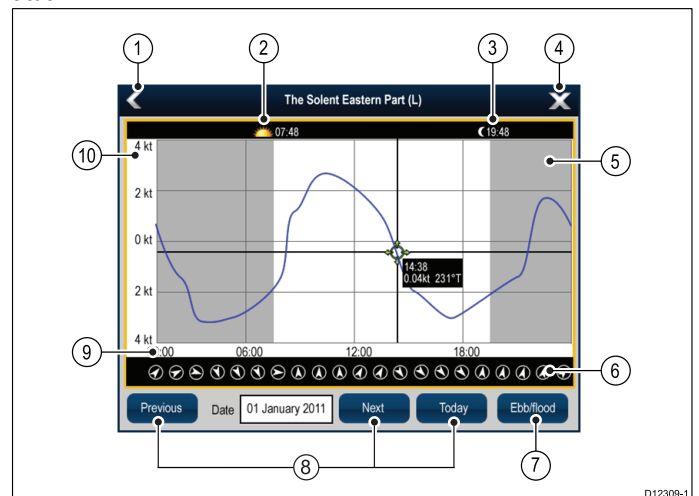 1
2
3
4
The Solent Eastern Part (L)
07:48
19:48
10
4 kt
5
2 kt
0 kt
14:38
0.04kt 231°T
2 kt
4 kt
9
06:00
12:00
18:00
6
Previous
Date
01 January 2011
Next
Today
Ebb/flood
8
7
D12309-1